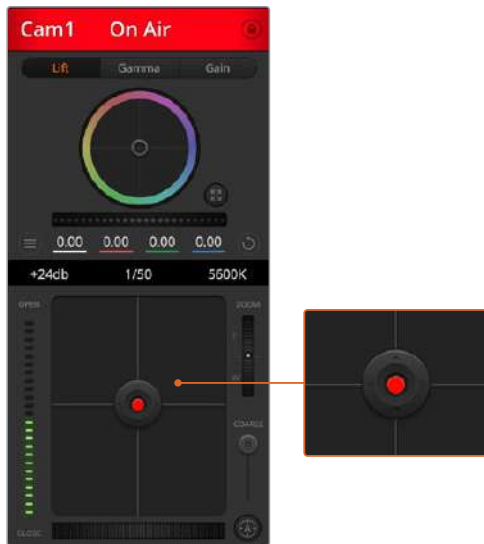 Cam1 On Air
Lift Gamma Gain
0.00 0.00 0.00 0.00
+24db 1/50 5600K
OPEN ZOOM
T
W
COARSE
CLOSE A